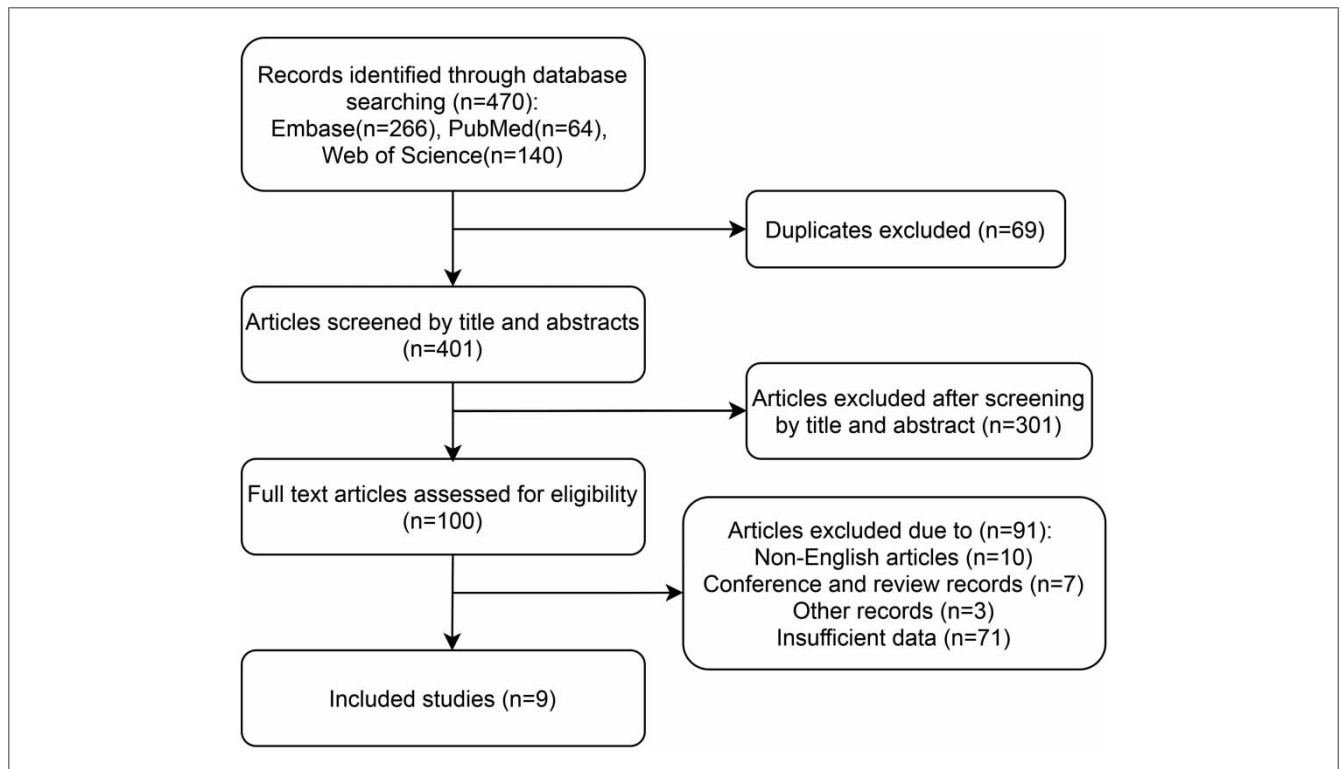 Records identified through database
searching (n=470):
Embase(n=266), PubMed(n=64),
Web of Science(n=140)
Duplicates excluded (n=69)
Articles screened by title and abstracts
(n=401)
Articles excluded after screening
by title and abstract (n=301)
Full text articles assessed for eligibility
(n=100)
Articles excluded due to (n=91):
Non-English articles (n=10)
Conference and review records (n=7)
Other records (n=3)
Insufficient data (n=71)
Included studies (n=9)